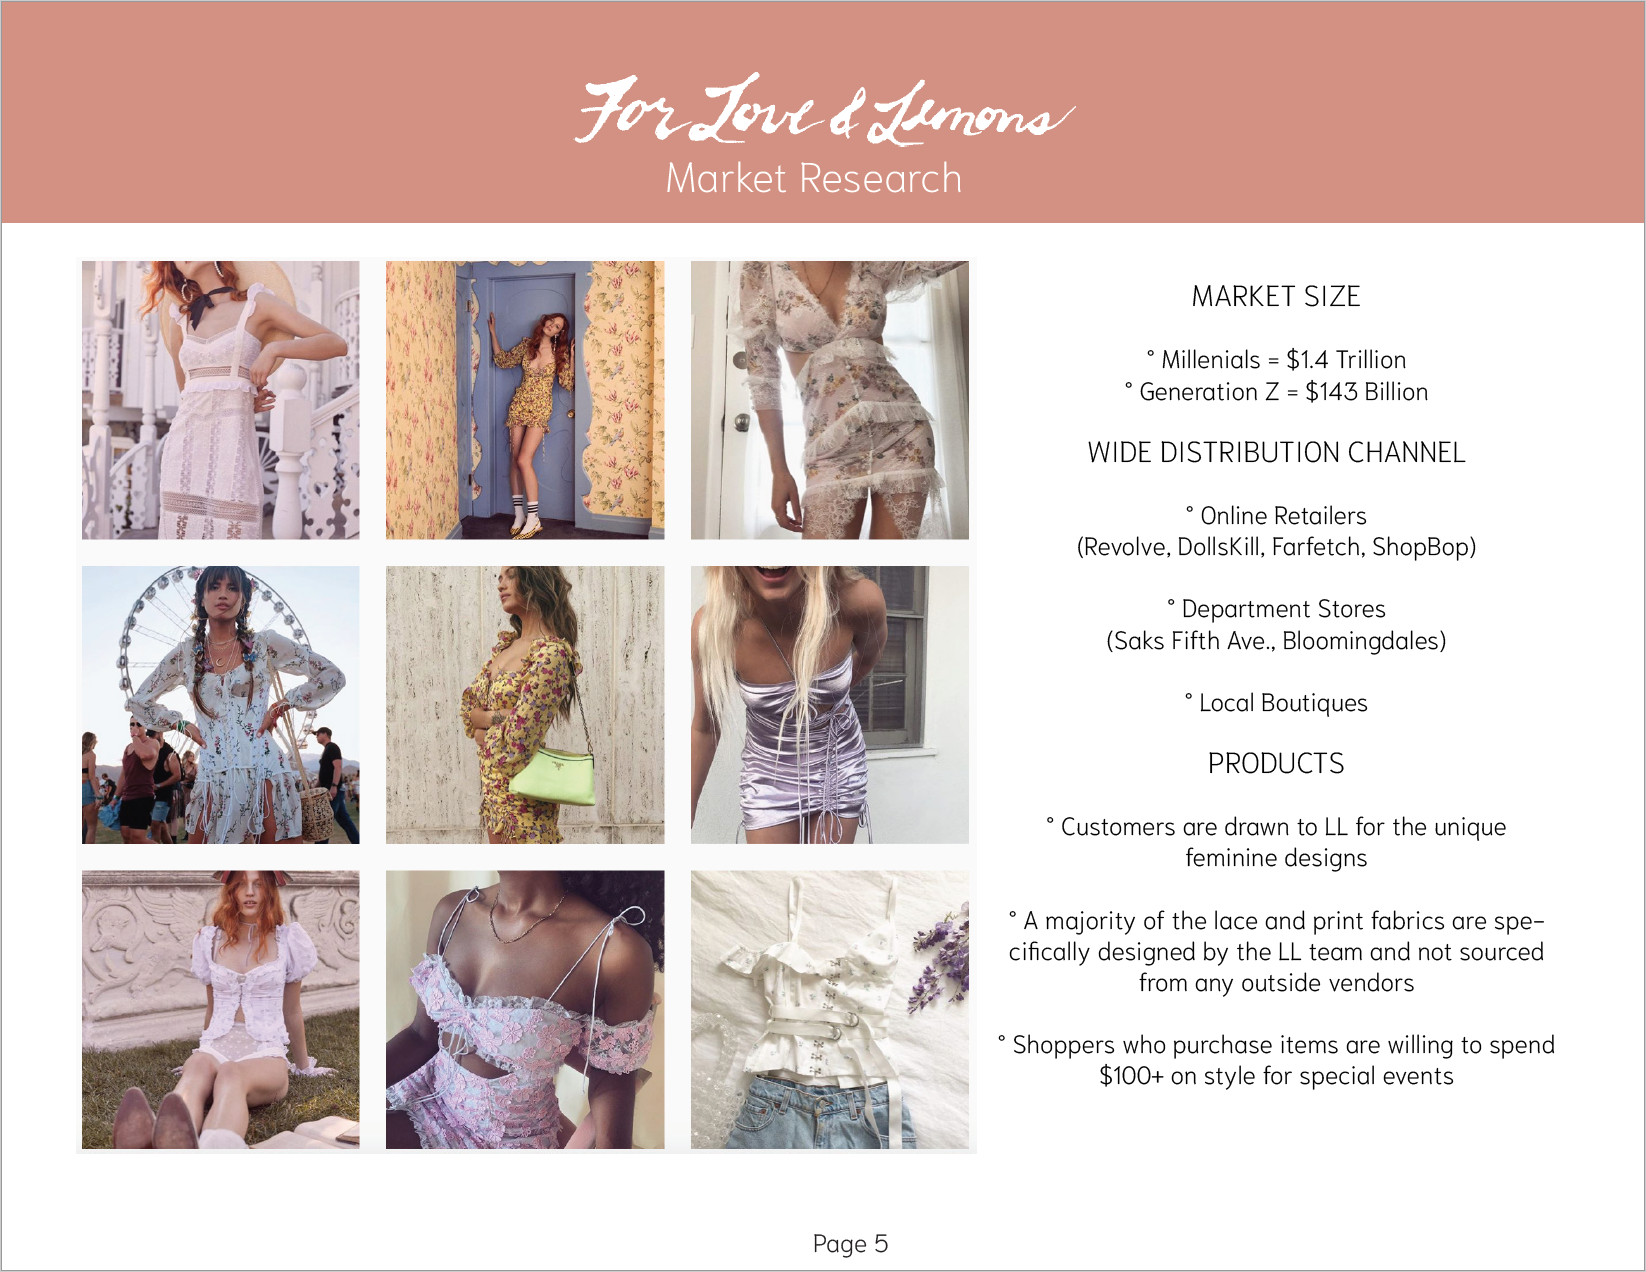 For Love & Lemons
Market Research
MARKET SIZE
° Millenials = $1.4 Trillion
° Generation Z = $143 Billion
WIDE DISTRIBUTION CHANNEL
° Online Retailers
(Revolve, DollsKill, Farfetch, ShopBop)
° Department Stores
(Saks Fifth Ave., Bloomingdales)
° Local Boutiques
PRODUCTS
° Customers are drawn to LL for the unique
feminine designs
° A majority of the lace and print fabrics are spe-
cifically designed by the LL team and not sourced
from any outside vendors
° Shoppers who purchase items are willing to spend
$100+ on style for special events
Page 5